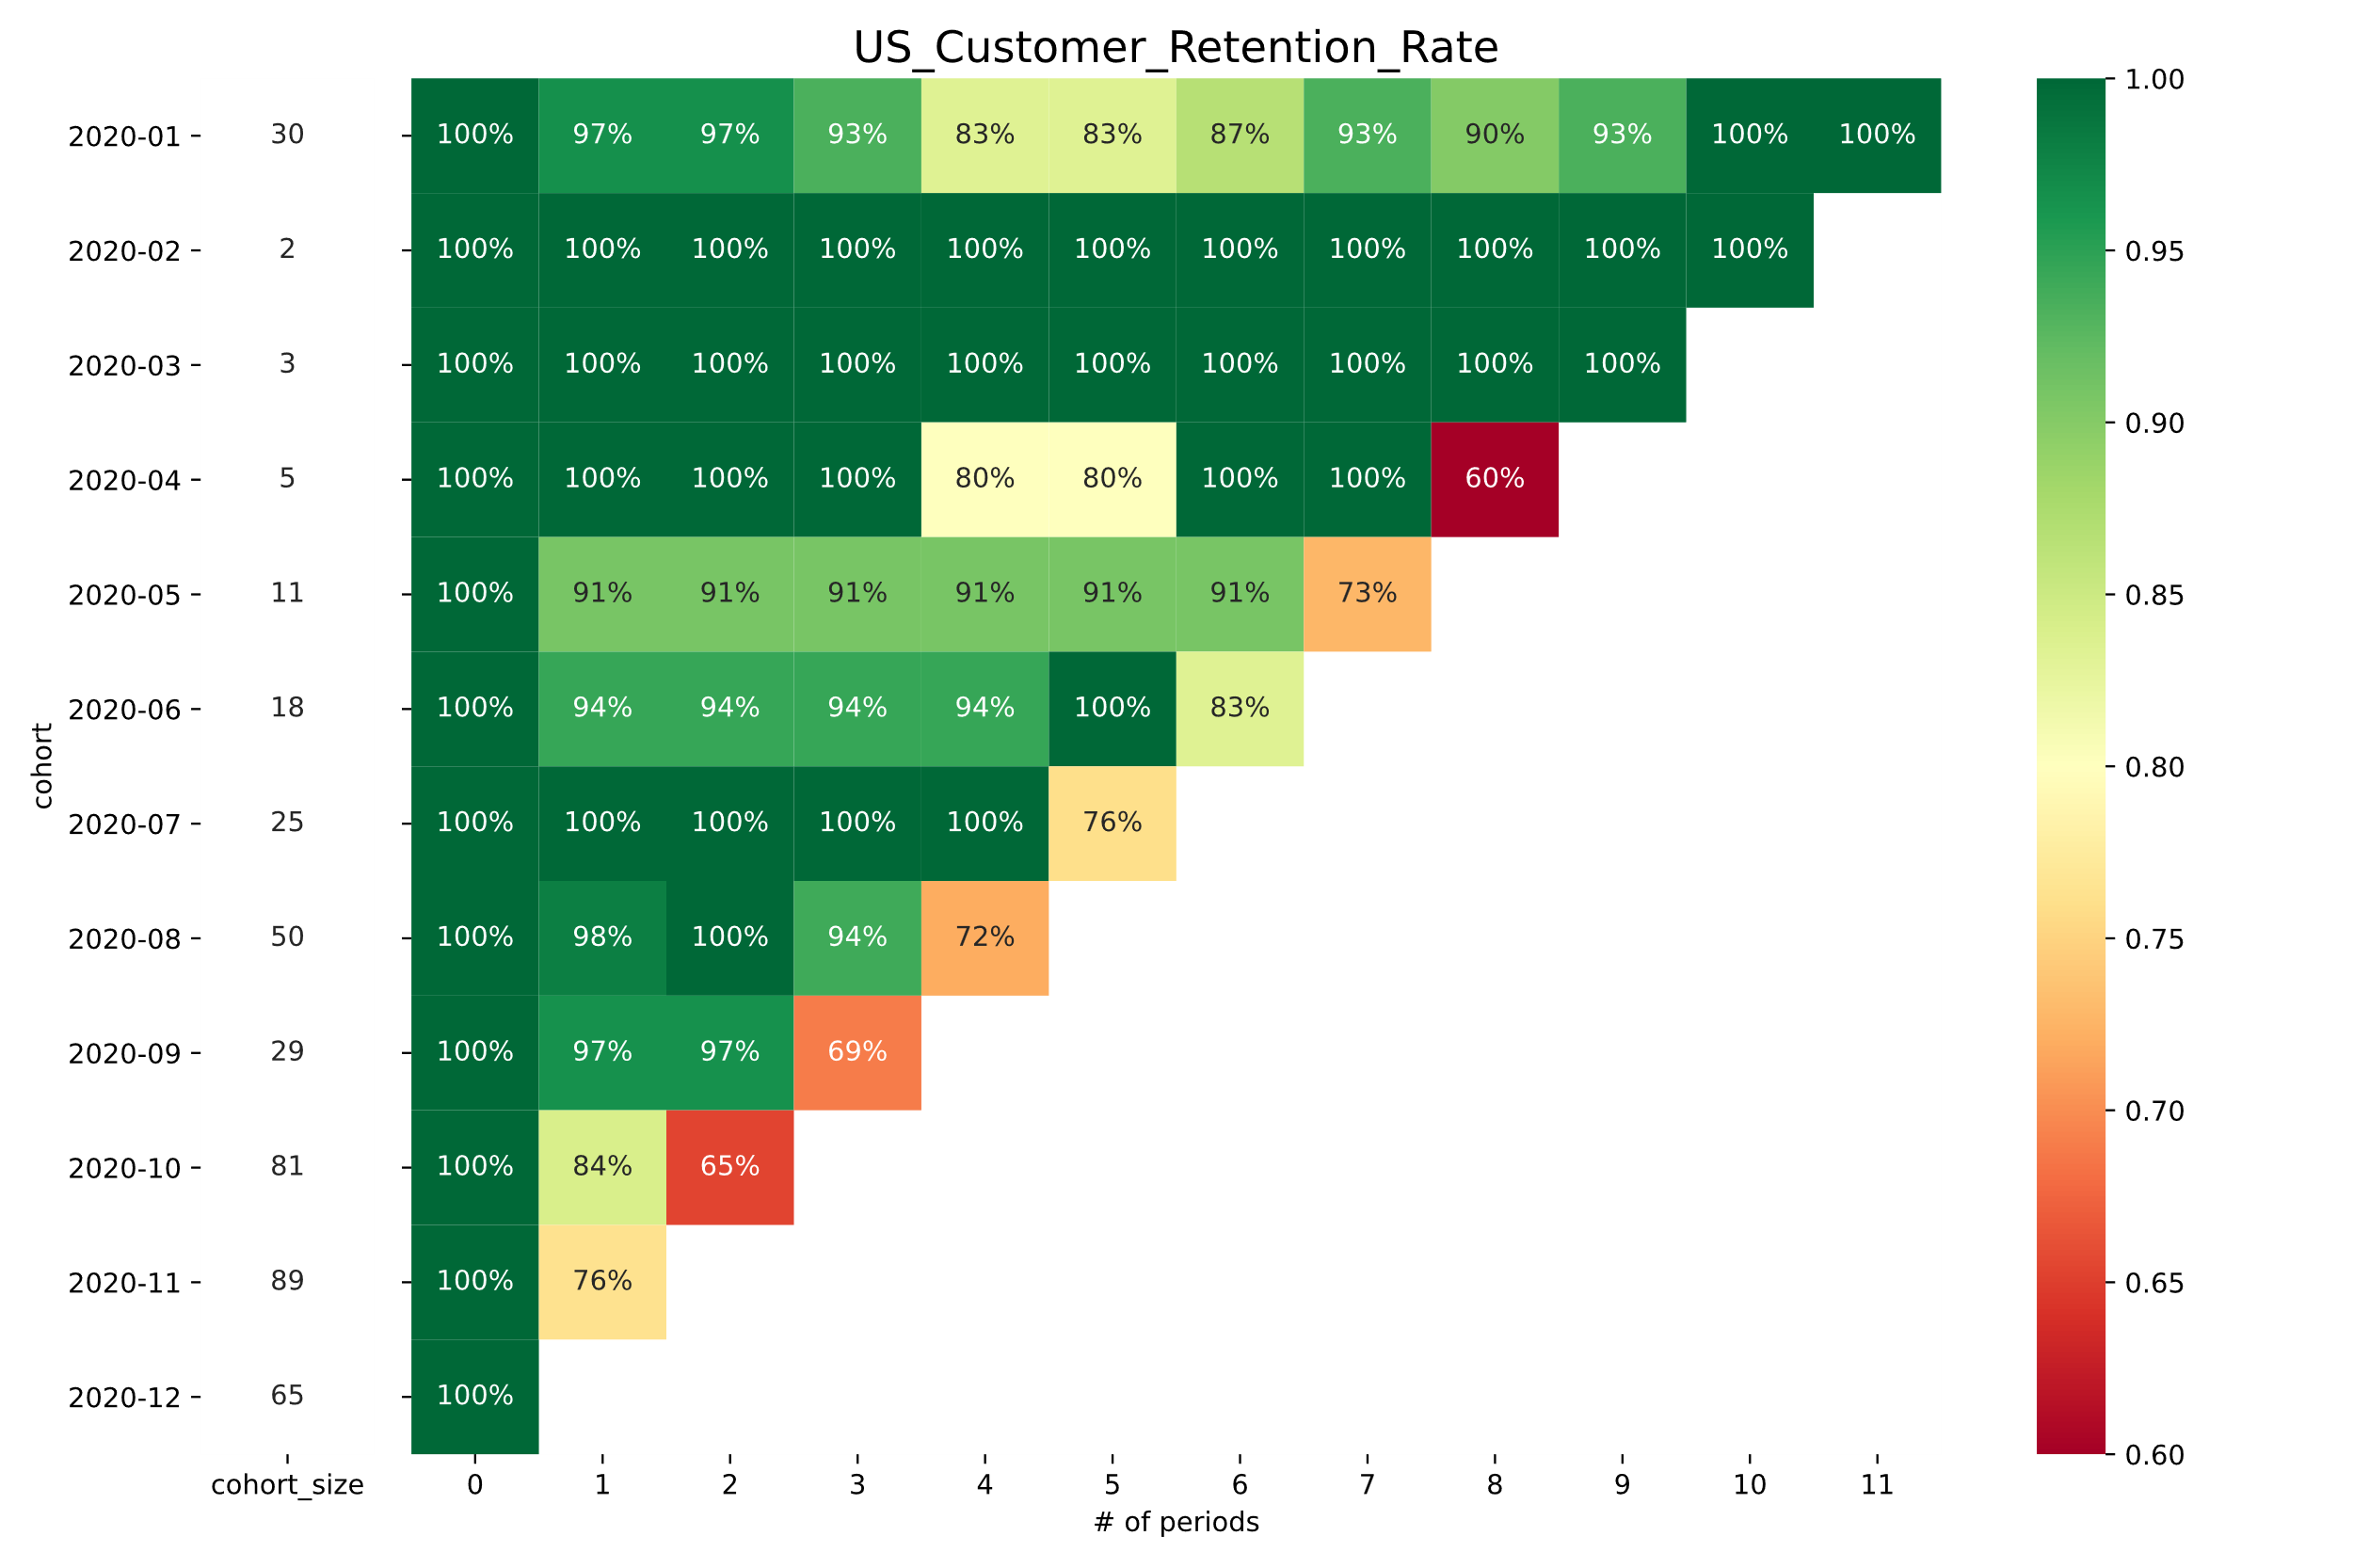 US_Customer_Retention_Rate
2020-01 30 100% 97% 97% 93% 83% 83% 87% 93% 90% 93% 100% 100%
2020-02 2 100% 100% 100% 100% 100% 100% 100% 100% 100% 100% 100%
2020-03 3 100% 100% 100% 100% 100% 100% 100% 100% 100% 100%
2020-04 5 100% 100% 100% 100% 80% 80% 100% 100% 60%
2020-05 11 100% 91% 91% 91% 91% 91% 91% 73%
2020-06 18 100% 94% 94% 94% 94% 100% 83%
2020-07 25 100% 100% 100% 100% 100% 76%
2020-08 50 100% 98% 100% 94% 72%
2020-09 29 100% 97% 97% 69%
2020-10 81 100% 84% 65%
2020-11 89 100% 76%
2020-12 65 100%
cohort
cohort_size 0 1 2 3 4 5 6 7 8 9 10 11
# of periods
1.00
0.95
0.90
0.85
0.80
0.75
0.70
0.65
0.60